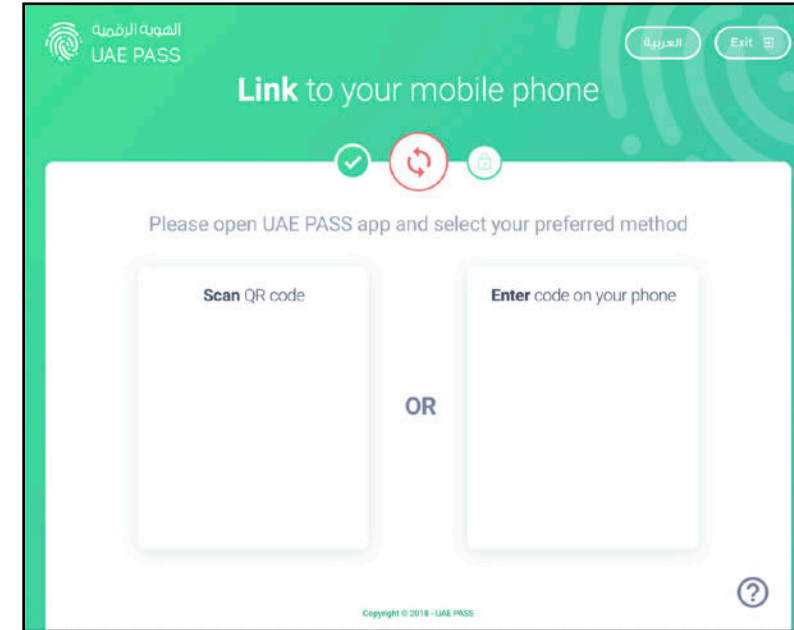 الهوية الرقمية
UAE PASS
العربية
Exit
Link to your mobile phone
Please open UAE PASS app and select your preferred method
Scan QR code
Enter code on your phone
OR
Copyright © 2018 - UAE PASS